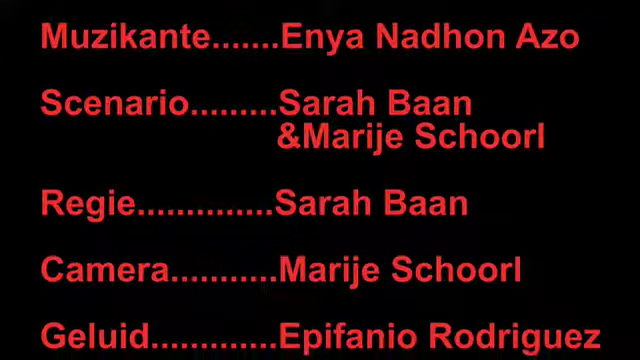 Muzikante.......Enya Nadhon Azo
Scenario.........Sarah Baan
&Marije Schoorl
Regie..............Sarah Baan
Camera...........Marije Schoorl
Geluid.............Epifanio Rodriguez